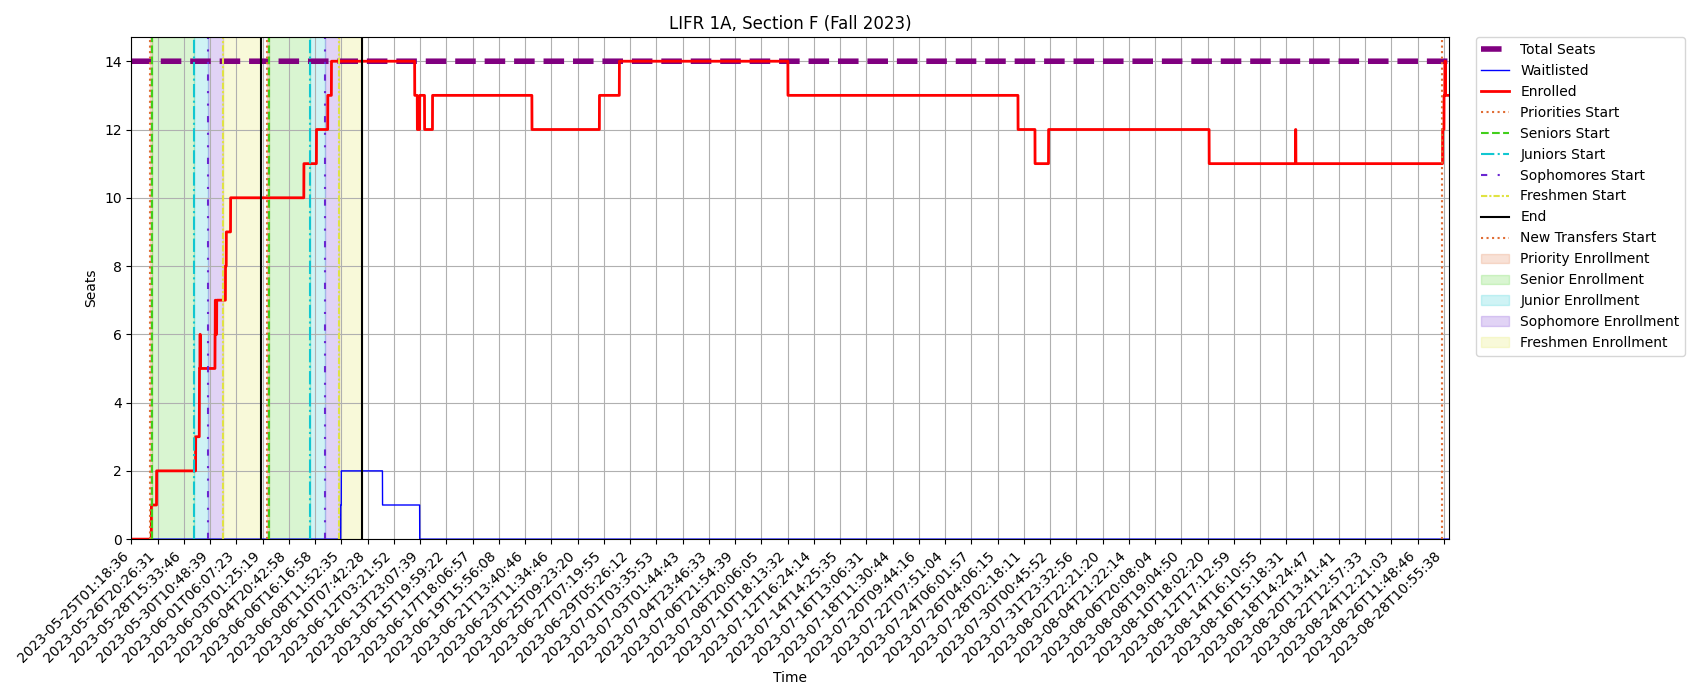 LIFR 1A, Section F (Fall 2023)
Seats
14
12
10
8
6
4
2
0
2023-05-25T01:18:36
2023-05-26T20:26:31
2023-05-28T15:33:46
2023-05-30T10:48:39
2023-06-01T06:07:23
2023-06-03T01:25:19
2023-06-04T20:42:58
2023-06-06T16:16:58
2023-06-08T11:52:35
2023-06-10T07:42:28
2023-06-12T03:21:52
2023-06-13T23:07:39
2023-06-15T19:59:22
2023-06-17T18:06:57
2023-06-19T15:56:08
2023-06-21T13:40:46
2023-06-23T11:34:46
2023-06-25T09:23:20
2023-06-27T07:19:55
2023-06-29T05:26:12
2023-07-01T03:35:53
2023-07-03T01:44:43
2023-07-04T23:46:33
2023-07-06T21:54:39
2023-07-08T20:06:05
2023-07-10T18:13:32
2023-07-12T16:24:14
2023-07-14T14:25:35
2023-07-16T13:06:31
2023-07-18T11:30:44
2023-07-20T09:44:16
2023-07-22T07:51:04
2023-07-24T06:01:57
2023-07-26T04:06:15
2023-07-28T02:18:11
2023-07-30T00:45:52
2023-07-31T23:32:56
2023-08-02T22:21:20
2023-08-04T21:22:14
2023-08-06T20:08:04
2023-08-08T19:04:50
2023-08-10T18:02:20
2023-08-12T17:12:59
2023-08-14T16:10:55
2023-08-16T15:18:31
2023-08-18T14:24:47
2023-08-20T13:41:41
2023-08-22T12:57:33
2023-08-24T12:21:03
2023-08-26T11:48:46
2023-08-28T10:55:38
Time
Total Seats
Waitlisted
Enrolled
Priorities Start
Seniors Start
Juniors Start
Sophomores Start
Freshmen Start
End
New Transfers Start
Priority Enrollment
Senior Enrollment
Junior Enrollment
Sophomore Enrollment
Freshmen Enrollment